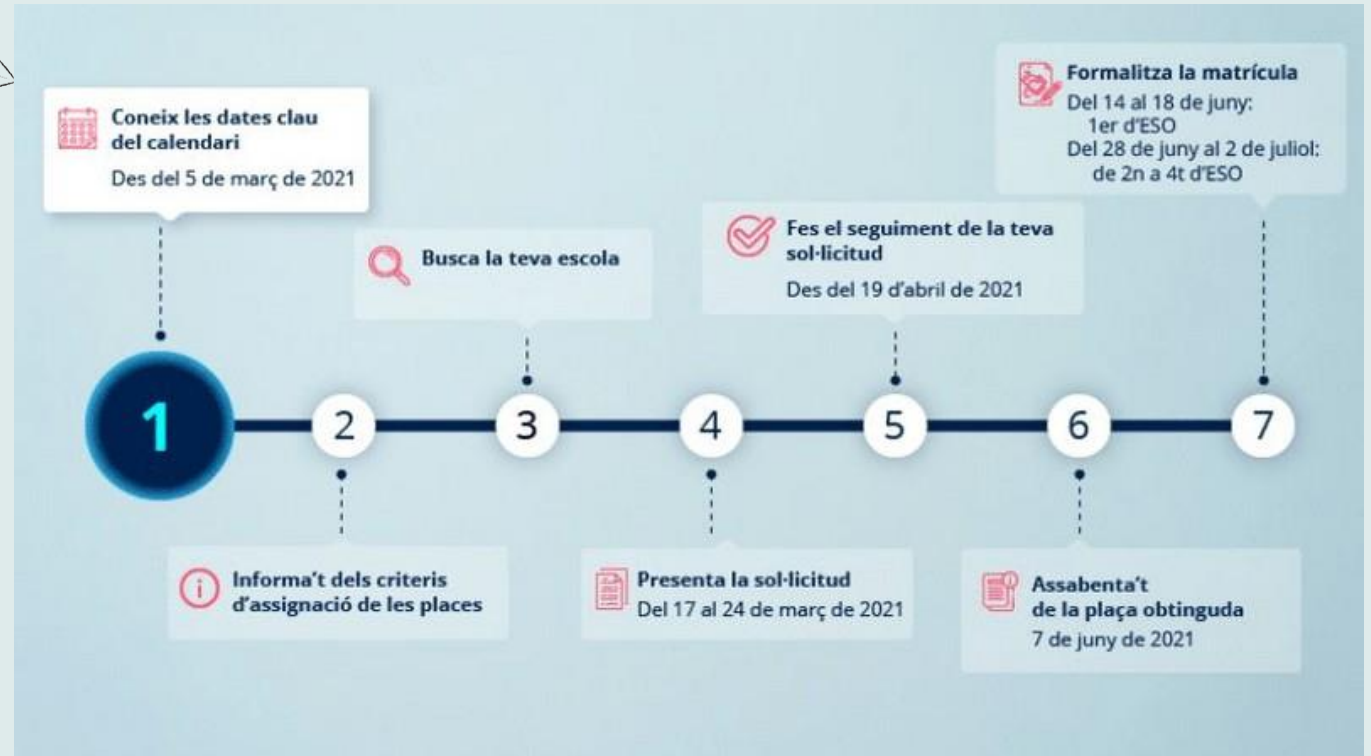 Coneix les dates clau
del calendari
Des del 5 de març de 2021
1
2
Informa't dels criteris
d'assignació de les places
Busca la teva escola
3
4
Presenta la sol·licitud
Del 17 al 24 de març de 2021
Fes el seguiment de la teva
sol·licitud
Des del 19 d'abril de 2021
5
6
Assabenta't
de la plaça obtinguda
7 de juny de 2021
Formalitza la matrícula
Del 14 al 18 de juny:
1er d'ESO
Del 28 de juny al 2 de juliol:
de 2n a 4t d'ESO
7